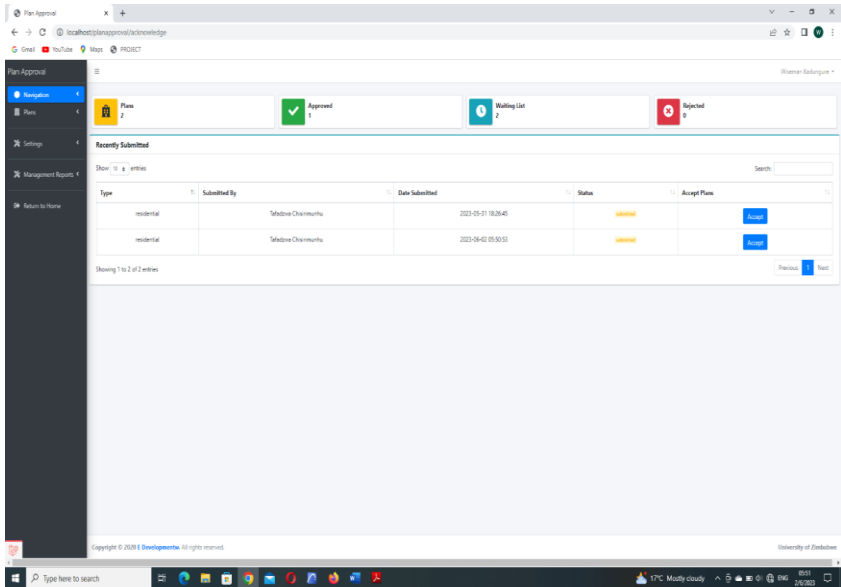 Plan Approval
localhost/planapproval/acknowledge
Gmail YouTube Maps PROJECT
Plan Approval
Wiseman Kadungure
Navigation
Plans
Settings
Management Reports
Return to Home
Plans
2
Approved
1
Waiting List
2
Rejected
0
Recently Submitted
Show 10 entries
Search:
Type Submitted By Date Submitted Status Accept Plans
residential Tafadzwa Chisirimunhu 2023-05-31 18:26:45 submitted Accept
residential Tafadzwa Chisirimunhu 2023-06-02 05:50:53 submitted Accept
Showing 1 to 2 of 2 entries
Previous 1 Next
Copyright © 2020 E Developmentw. All rights reserved.
University of Zimbabwe
Type here to search
17°C Mostly cloudy
ENG
0551
2/6/2023